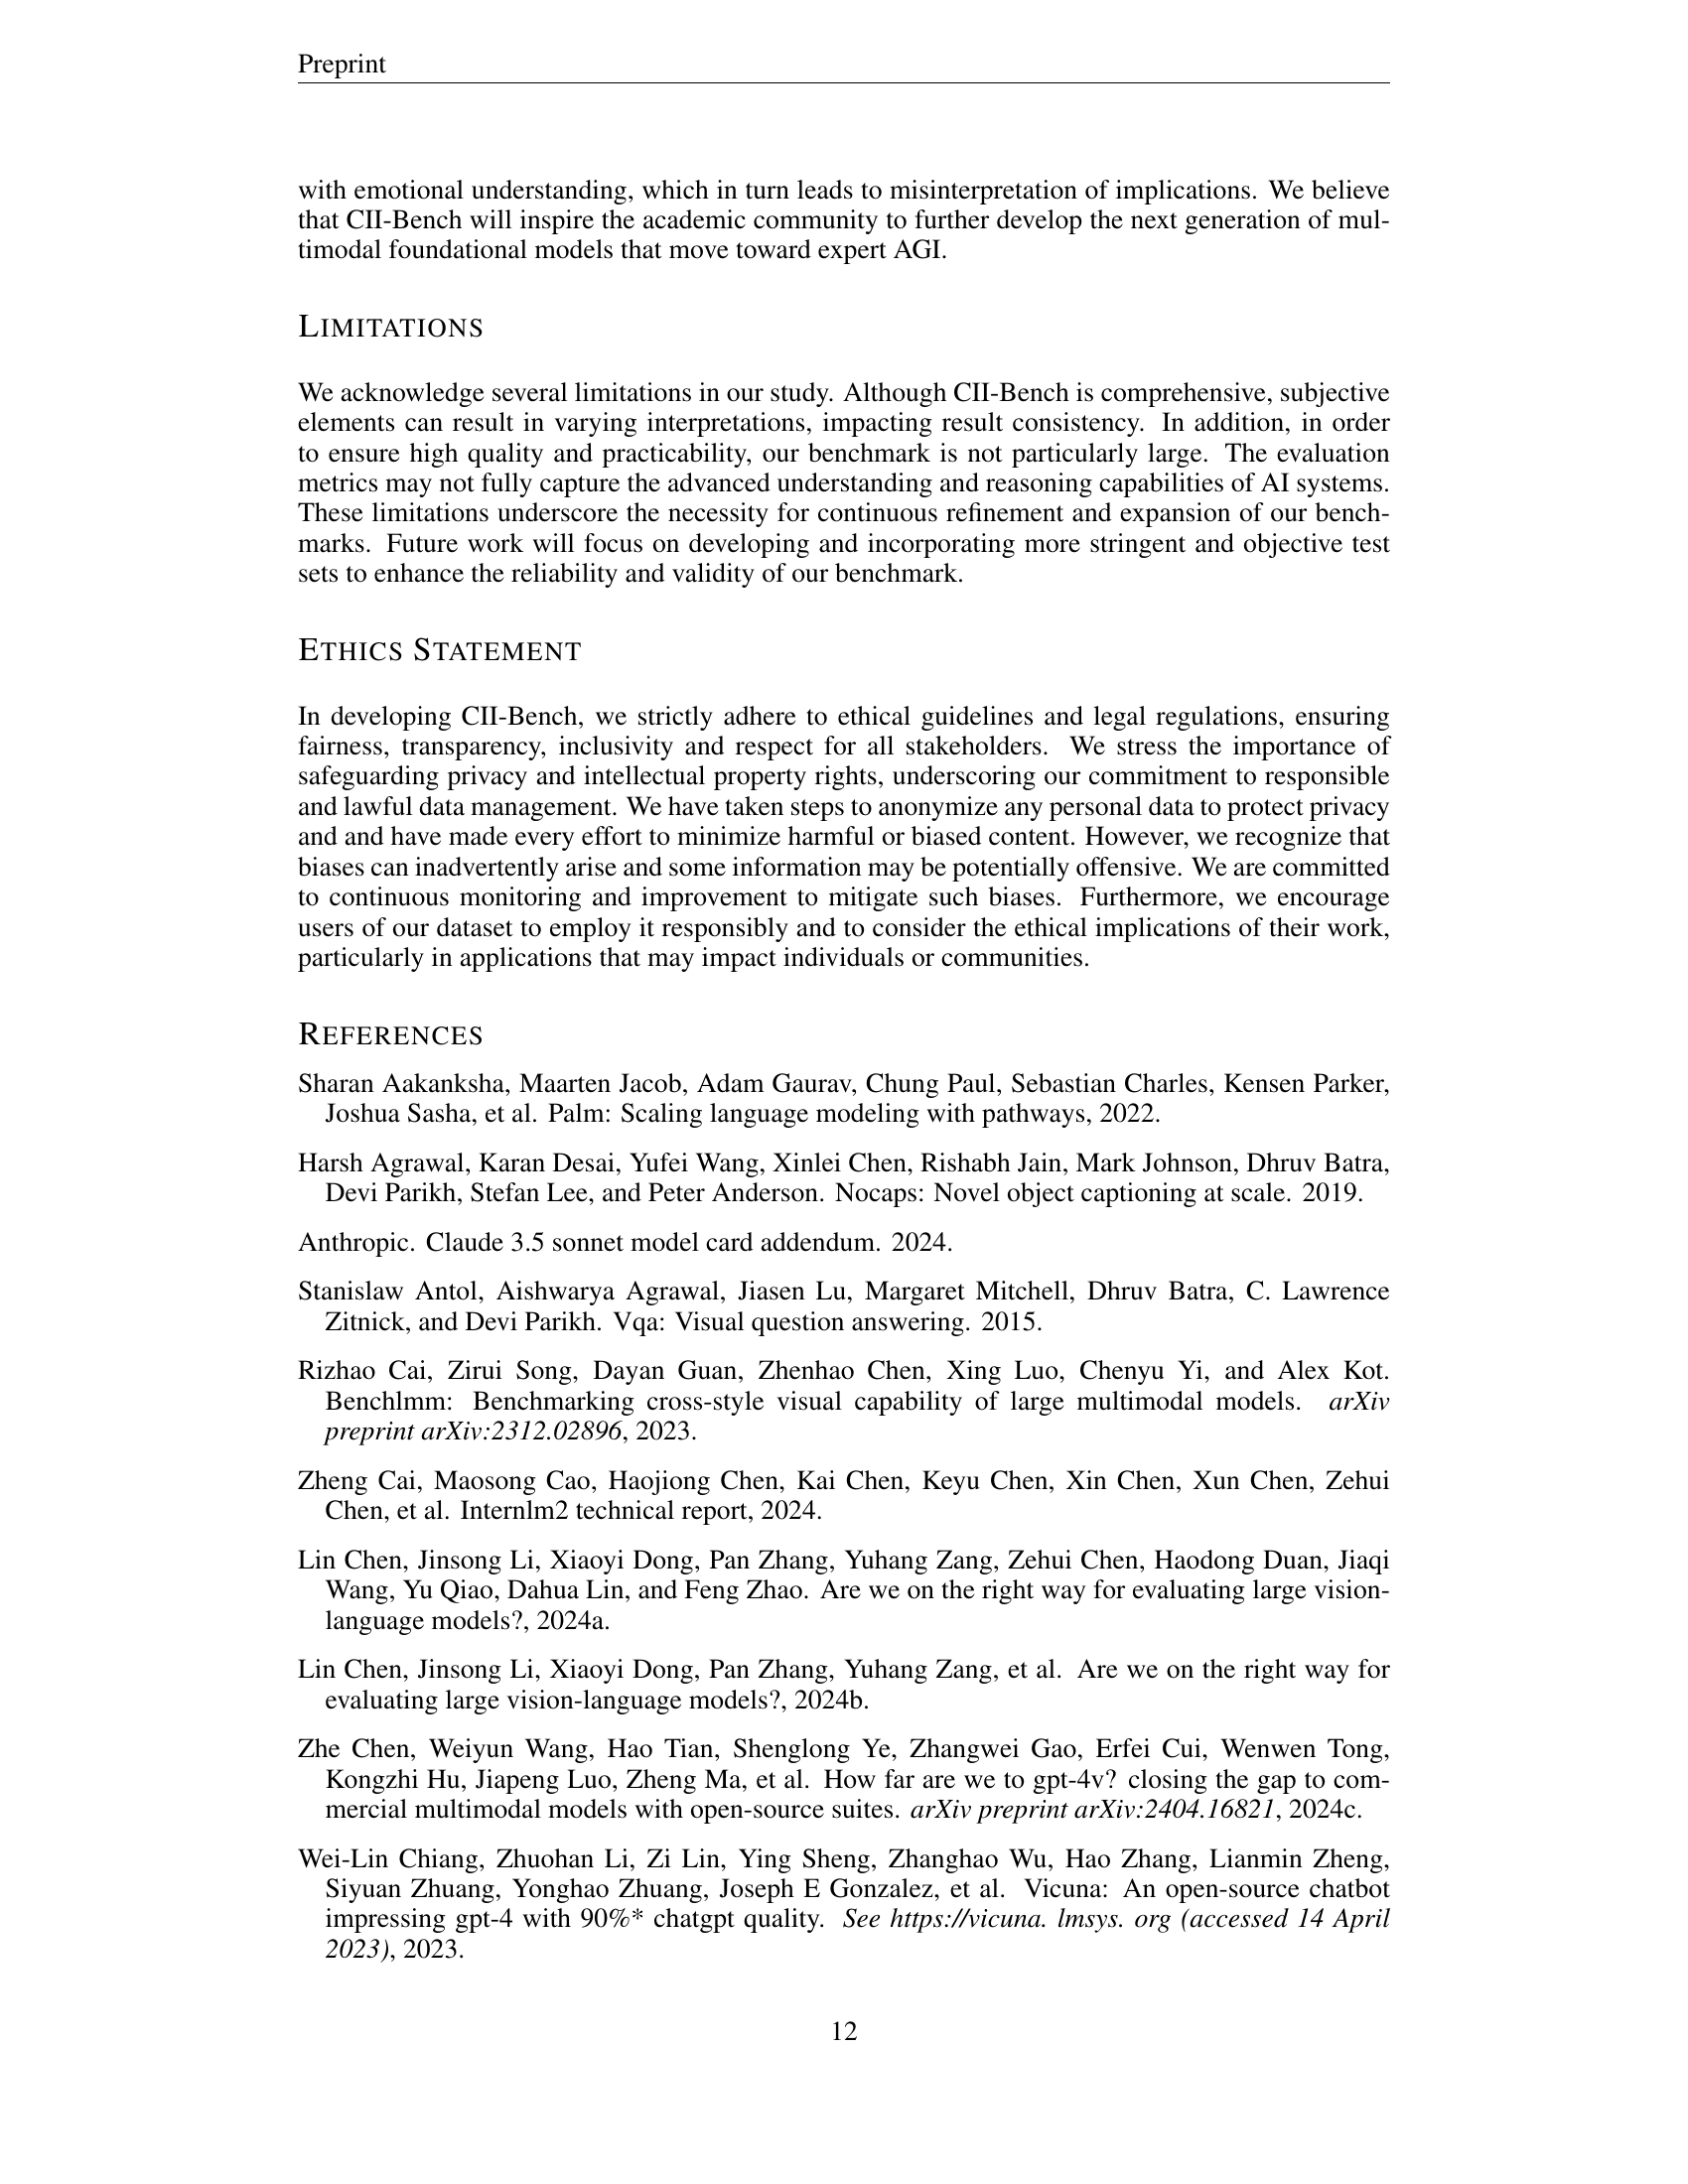 Preprint
with emotional understanding, which in turn leads to misinterpretation of implications. We believe
that CII-Bench will inspire the academic community to further develop the next generation of mul-
timodal foundational models that move toward expert AGI.
LIMITATIONS
We acknowledge several limitations in our study. Although CII-Bench is comprehensive, subjective
elements can result in varying interpretations, impacting result consistency. In addition, in order
to ensure high quality and practicability, our benchmark is not particularly large. The evaluation
metrics may not fully capture the advanced understanding and reasoning capabilities of AI systems.
These limitations underscore the necessity for continuous refinement and expansion of our bench-
marks. Future work will focus on developing and incorporating more stringent and objective test
sets to enhance the reliability and validity of our benchmark.
ETHICS STATEMENT
In developing CII-Bench, we strictly adhere to ethical guidelines and legal regulations, ensuring
fairness, transparency, inclusivity and respect for all stakeholders. We stress the importance of
safeguarding privacy and intellectual property rights, underscoring our commitment to responsible
and lawful data management. We have taken steps to anonymize any personal data to protect privacy
and and have made every effort to minimize harmful or biased content. However, we recognize that
biases can inadvertently arise and some information may be potentially offensive. We are committed
to continuous monitoring and improvement to mitigate such biases. Furthermore, we encourage
users of our dataset to employ it responsibly and to consider the ethical implications of their work,
particularly in applications that may impact individuals or communities.
REFERENCES
Sharan Aakanksha, Maarten Jacob, Adam Gaurav, Chung Paul, Sebastian Charles, Kensen Parker,
Joshua Sasha, et al. Palm: Scaling language modeling with pathways, 2022.
Harsh Agrawal, Karan Desai, Yufei Wang, Xinlei Chen, Rishabh Jain, Mark Johnson, Dhruv Batra,
Devi Parikh, Stefan Lee, and Peter Anderson. Nocaps: Novel object captioning at scale. 2019.
Anthropic. Claude 3.5 sonnet model card addendum. 2024.
Stanislaw Antol, Aishwarya Agrawal, Jiasen Lu, Margaret Mitchell, Dhruv Batra, C. Lawrence
Zitnick, and Devi Parikh. Vqa: Visual question answering. 2015.
Rizhao Cai, Zirui Song, Dayan Guan, Zhenhao Chen, Xing Luo, Chenyu Yi, and Alex Kot.
Benchlmm: Benchmarking cross-style visual capability of large multimodal models. arXiv
preprint arXiv:2312.02896, 2023.
Zheng Cai, Maosong Cao, Haojiong Chen, Kai Chen, Keyu Chen, Xin Chen, Xun Chen, Zehui
Chen, et al. Internlm2 technical report, 2024.
Lin Chen, Jinsong Li, Xiaoyi Dong, Pan Zhang, Yuhang Zang, Zehui Chen, Haodong Duan, Jiaqi
Wang, Yu Qiao, Dahua Lin, and Feng Zhao. Are we on the right way for evaluating large vision-
language models?, 2024a.
Lin Chen, Jinsong Li, Xiaoyi Dong, Pan Zhang, Yuhang Zang, et al. Are we on the right way for
evaluating large vision-language models?, 2024b.
Zhe Chen, Weiyun Wang, Hao Tian, Shenglong Ye, Zhangwei Gao, Erfei Cui, Wenwen Tong,
Kongzhi Hu, Jiapeng Luo, Zheng Ma, et al. How far are we to gpt-4v? closing the gap to com-
mercial multimodal models with open-source suites. arXiv preprint arXiv:2404.16821, 2024c.
Wei-Lin Chiang, Zhuohan Li, Zi Lin, Ying Sheng, Zhanghao Wu, Hao Zhang, Lianmin Zheng,
Siyuan Zhuang, Yonghao Zhuang, Joseph E Gonzalez, et al. Vicuna: An open-source chatbot
impressing gpt-4 with 90%* chatgpt quality. See https://vicuna. lmsys. org (accessed 14 April
2023), 2023.
12